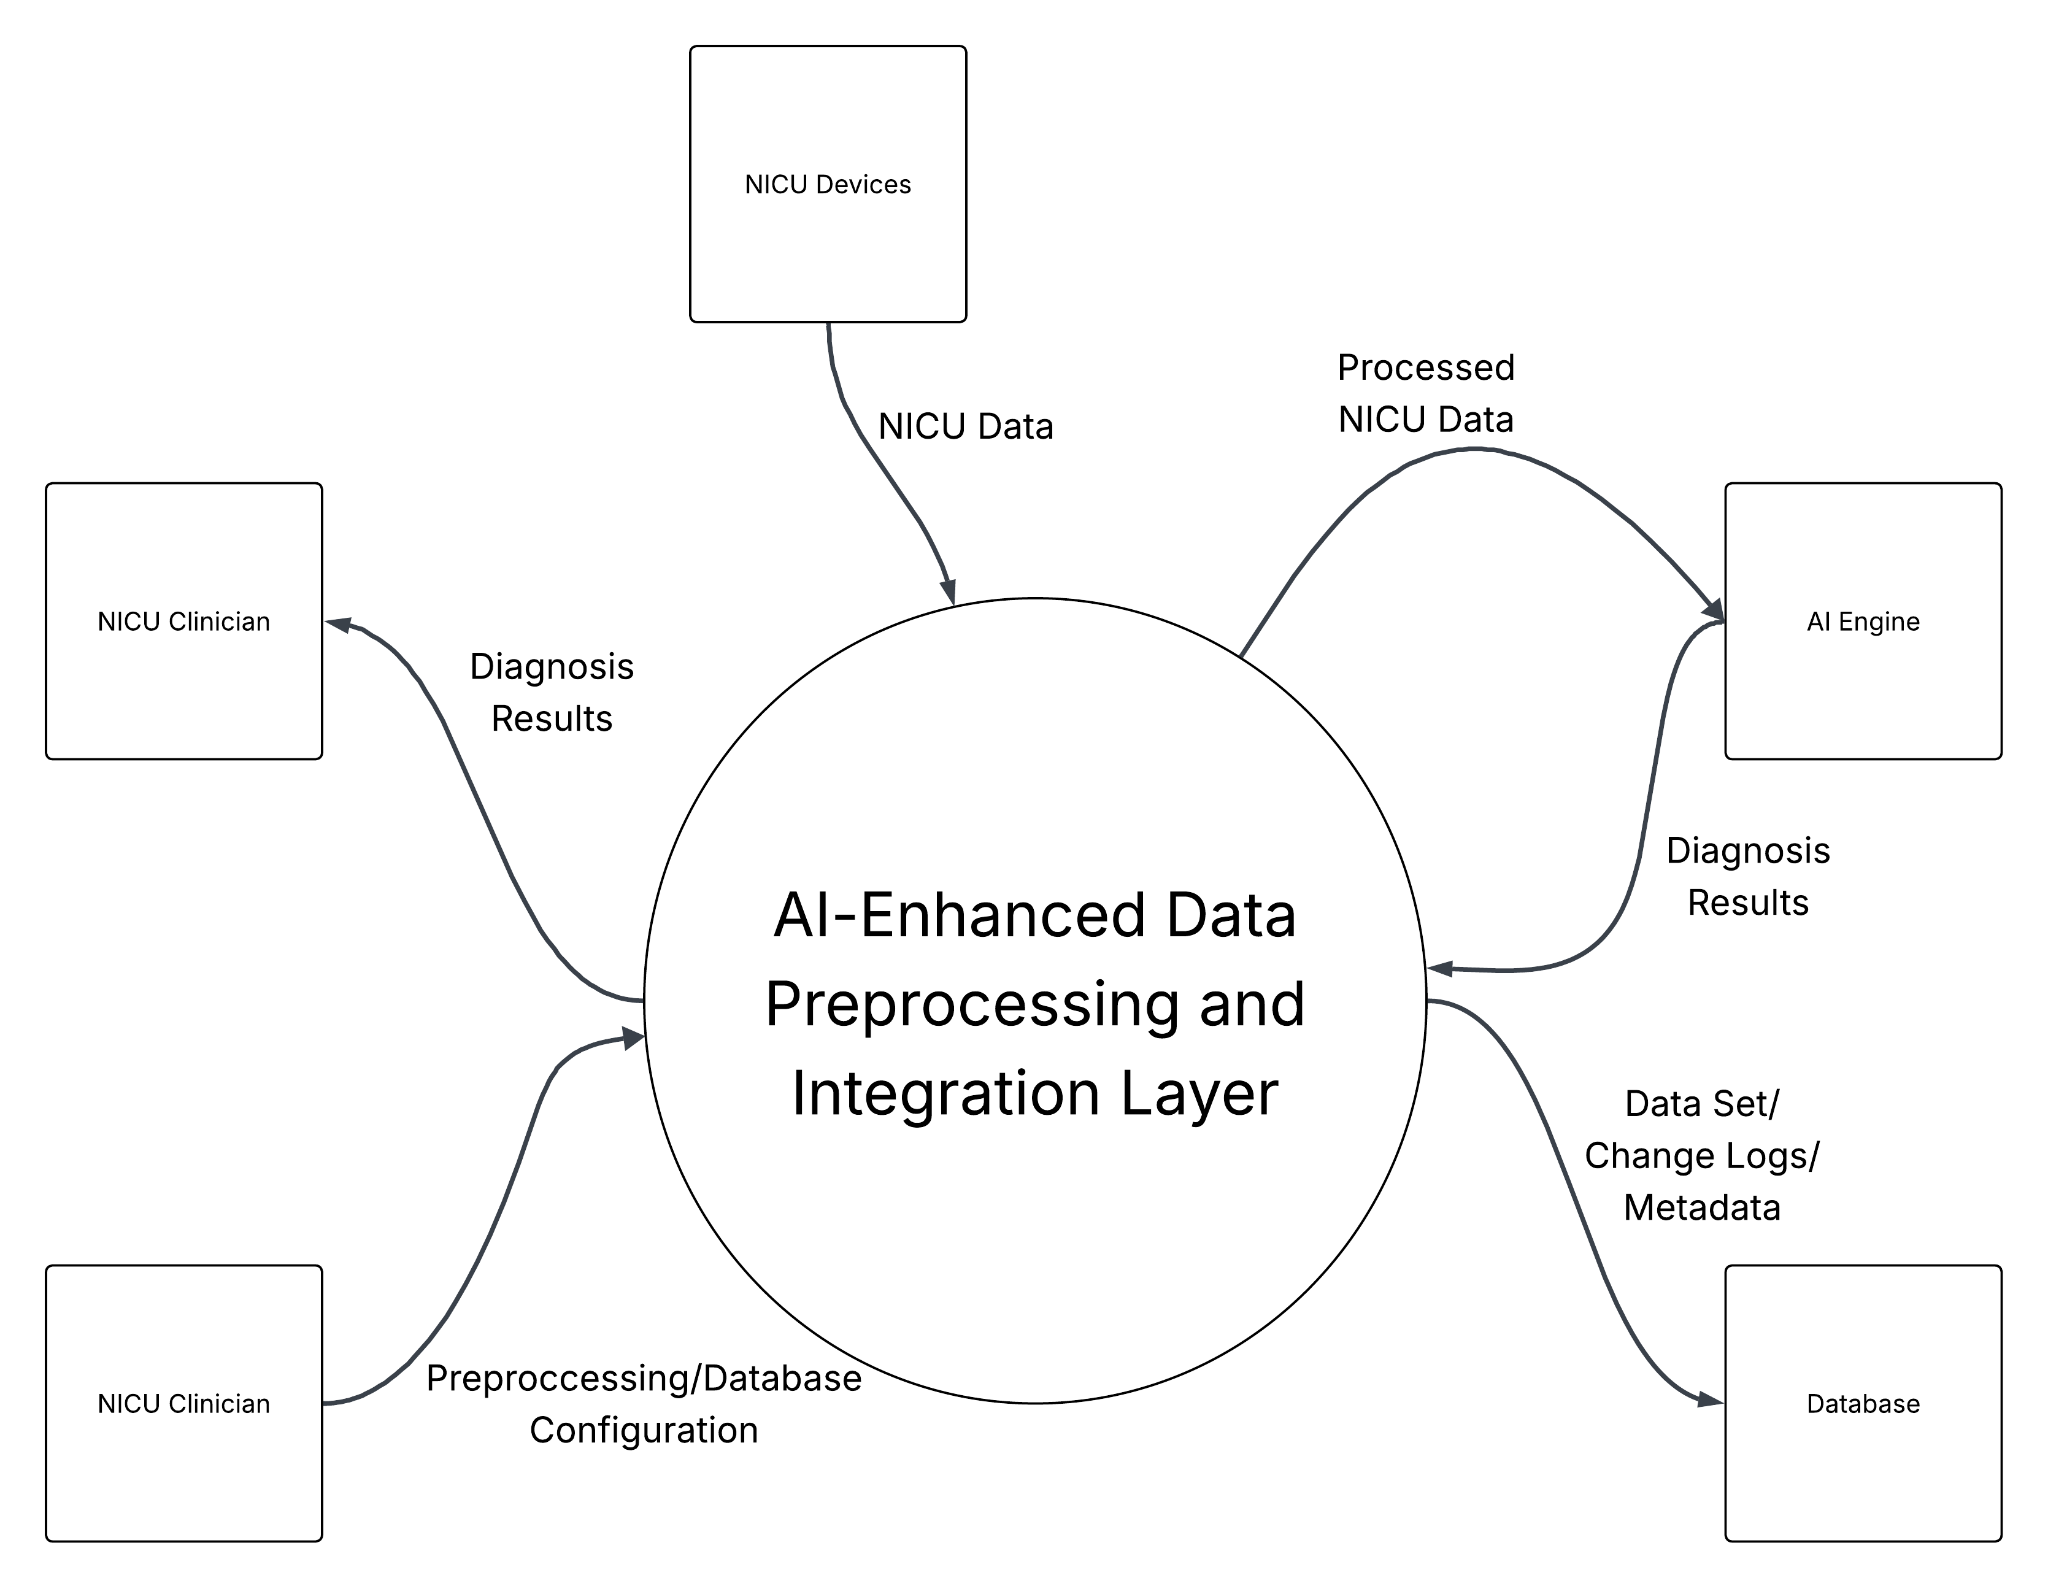 NICU Devices
NICU Data
Processed
NICU Data
NICU Clinician
Diagnosis
Results
AI Engine
Diagnosis
Results
AI-Enhanced Data
Preprocessing and
Integration Layer
Data Set/
Change Logs/
Metadata
NICU Clinician
Preproccessing/Database
Configuration
Database